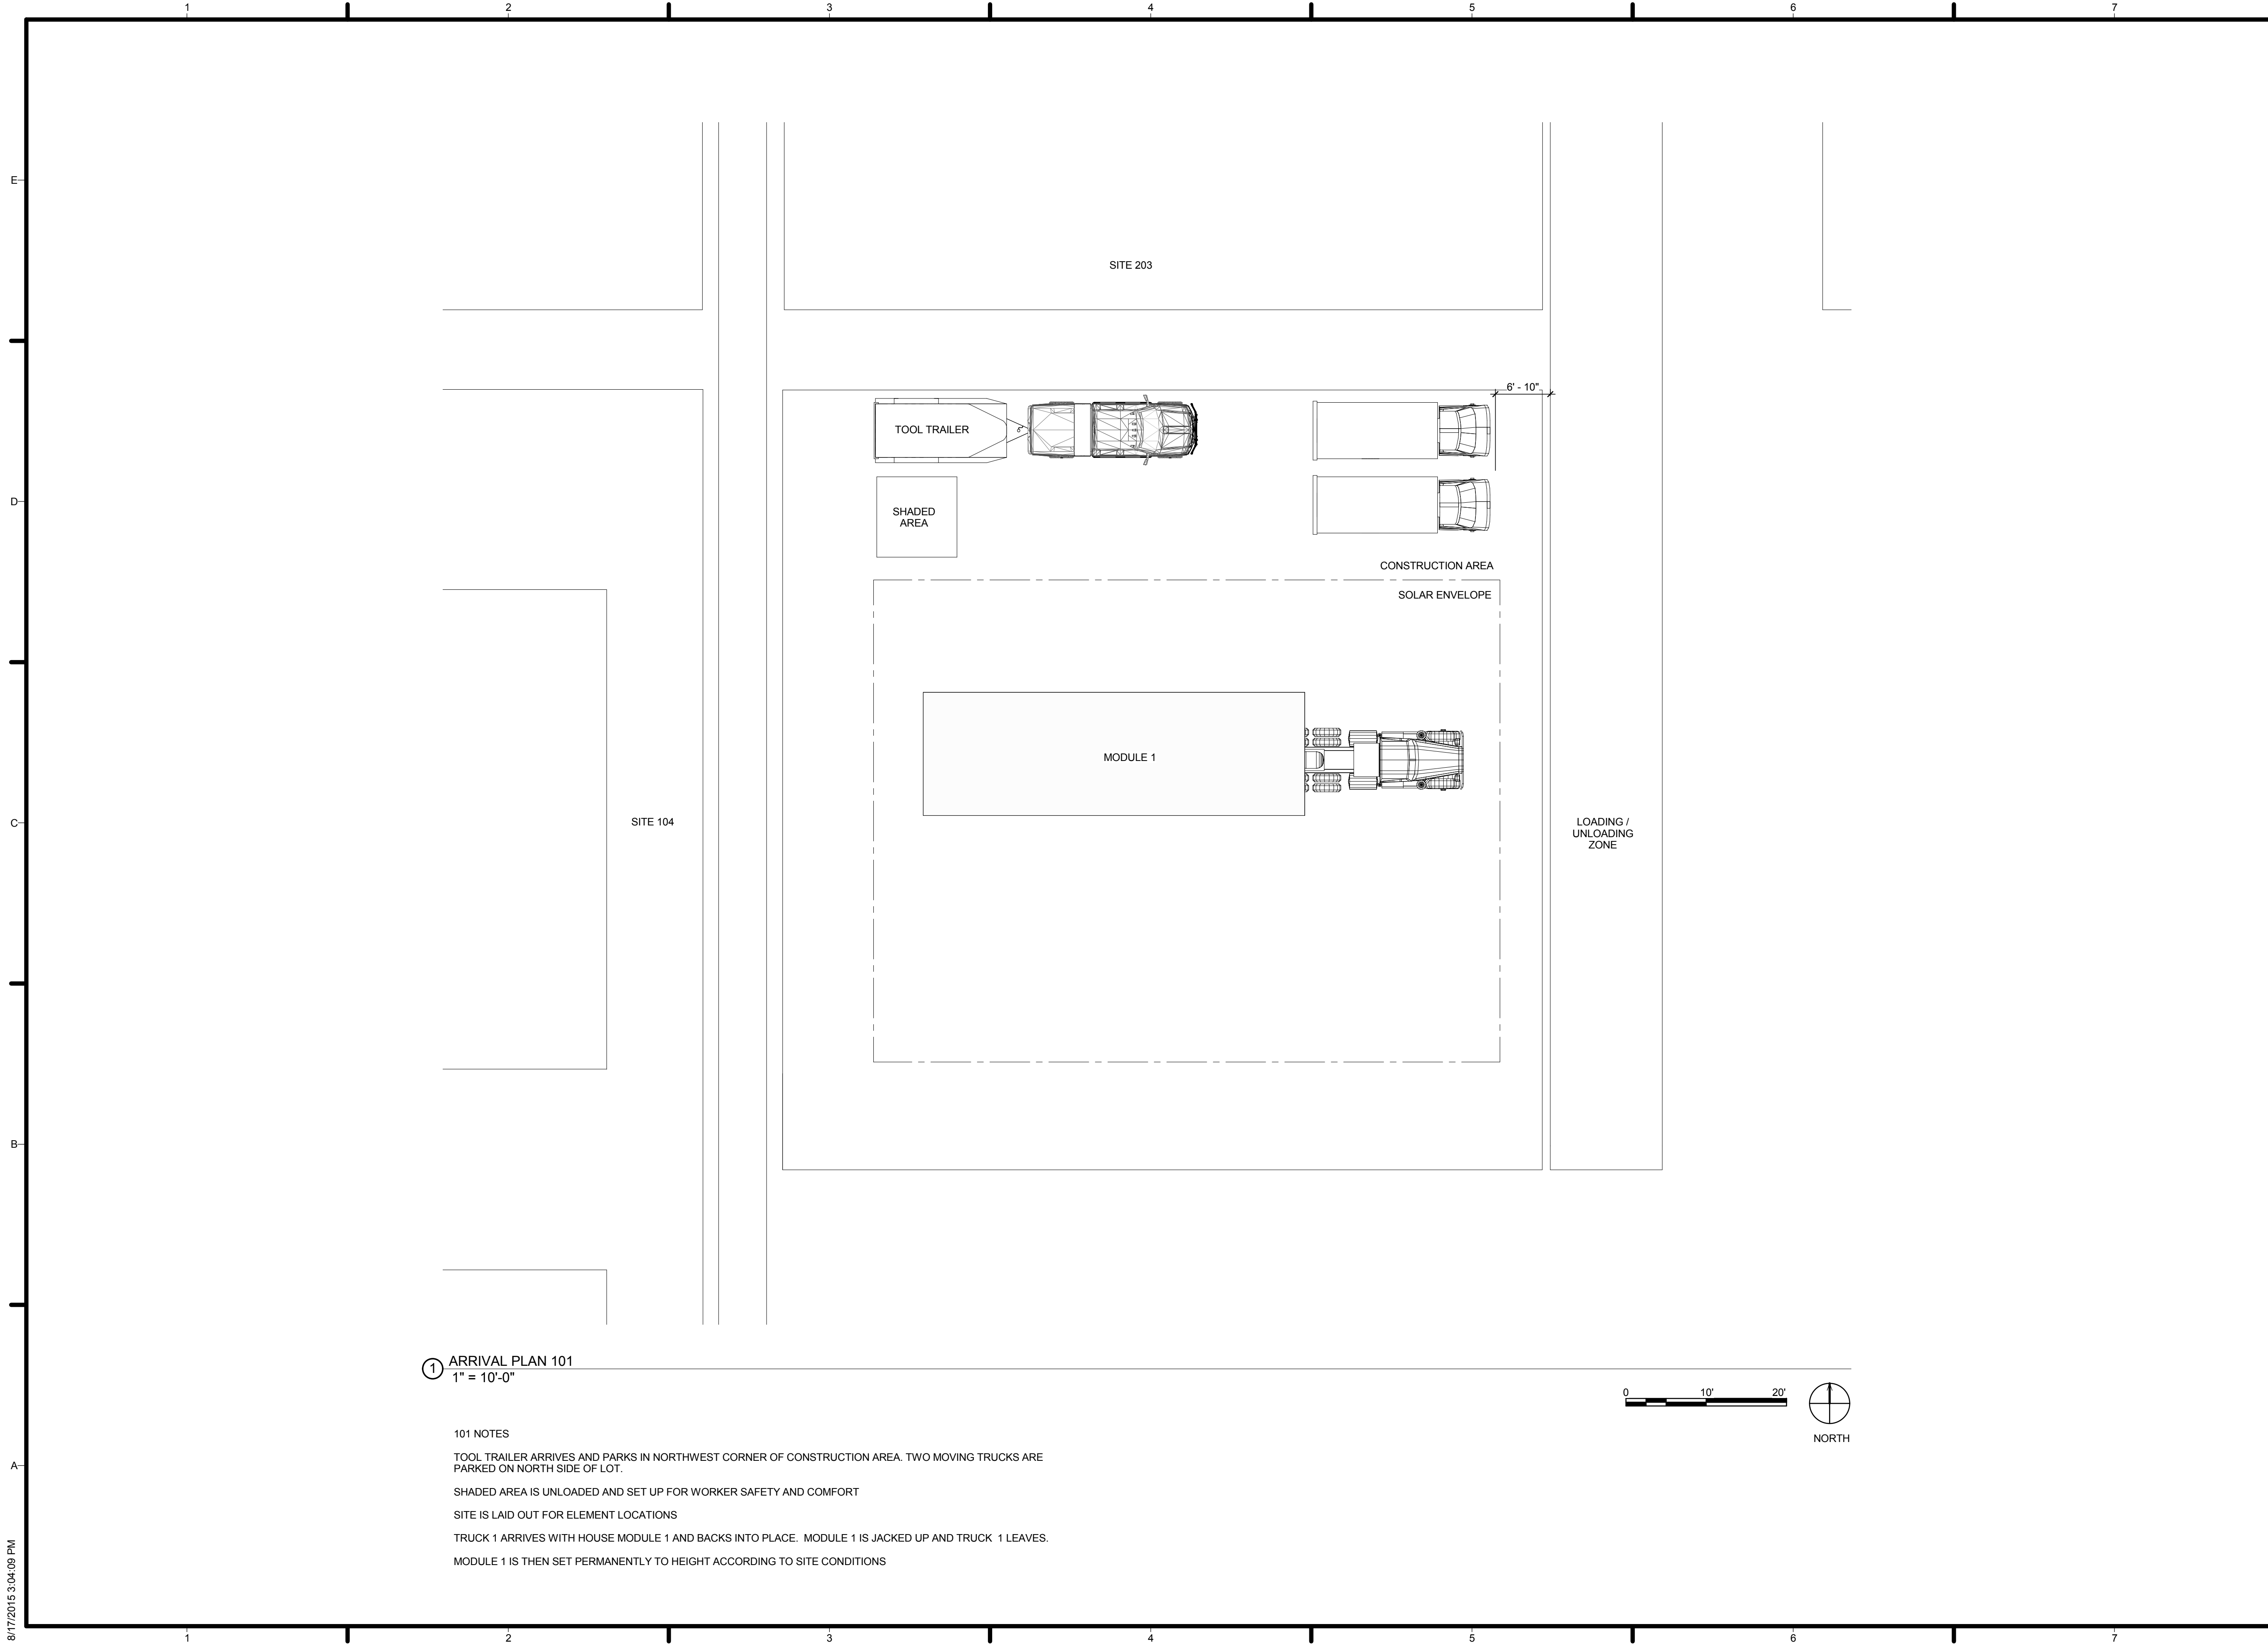 1 2 3 4 5 6 7
E
SITE 203
6' - 10"
TOOL TRAILER
D
SHADED
AREA
CONSTRUCTION AREA
SOLAR ENVELOPE
MODULE 1
C
SITE 104
LOADING /
UNLOADING
ZONE
B
1 ARRIVAL PLAN 101
1" = 10'-0"
0 10' 20'
NORTH
101 NOTES
A
TOOL TRAILER ARRIVES AND PARKS IN NORTHWEST CORNER OF CONSTRUCTION AREA. TWO MOVING TRUCKS ARE
PARKED ON NORTH SIDE OF LOT.
SHADED AREA IS UNLOADED AND SET UP FOR WORKER SAFETY AND COMFORT
SITE IS LAID OUT FOR ELEMENT LOCATIONS
TRUCK 1 ARRIVES WITH HOUSE MODULE 1 AND BACKS INTO PLACE. MODULE 1 IS JACKED UP AND TRUCK 1 LEAVES.
MODULE 1 IS THEN SET PERMANENTLY TO HEIGHT ACCORDING TO SITE CONDITIONS
8/17/2015 3:04:09 PM
1 2 3 4 5 6 7